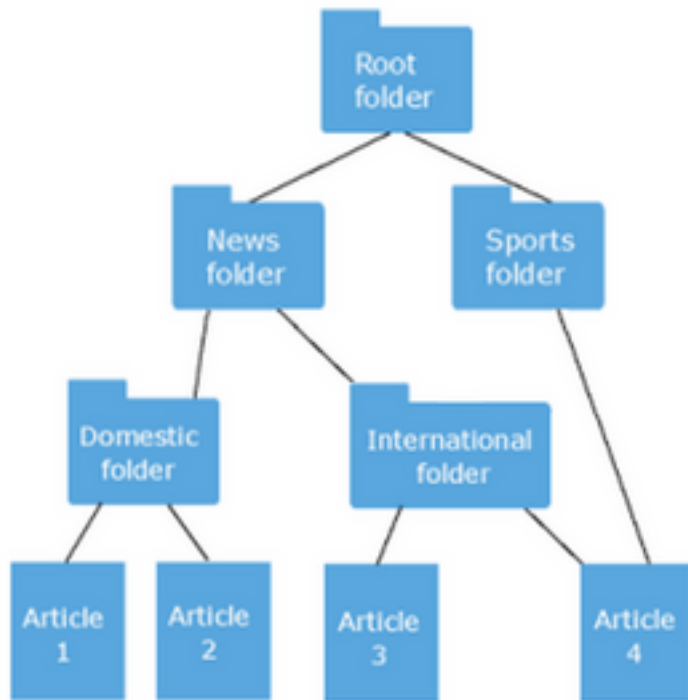 Root
folder
News
folder
Sports
folder
Domestic
folder
International
folder
Article
1
Article
2
Article
3
Article
4